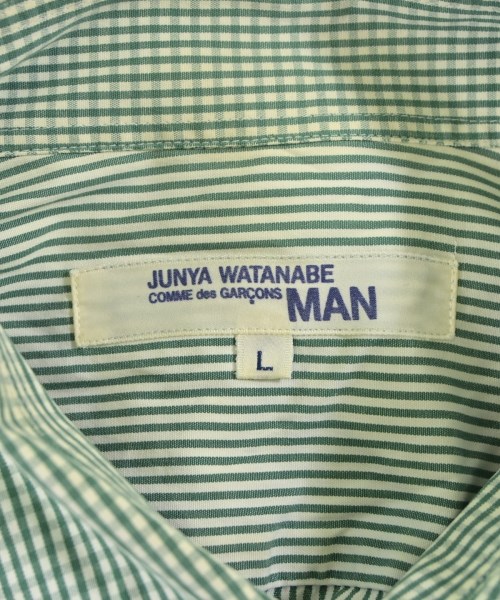 JUNYA WATANABE
COMME des GARÇONS MAN
L